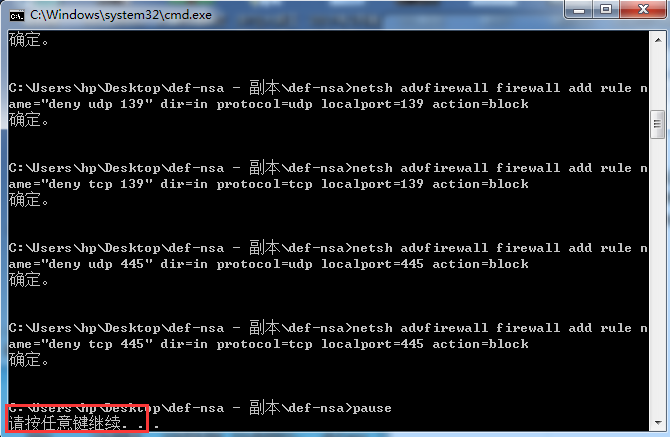 C:\Windows\system32\cmd.exe
确定。
C:\Users\hp\Desktop\def-nsa - 副本\def-nsa>netsh advfirewall firewall add rule n
ame="deny udp 139" dir=in protocol=udp localport=139 action=block
确定。
C:\Users\hp\Desktop\def-nsa - 副本\def-nsa>netsh advfirewall firewall add rule n
ame="deny tcp 139" dir=in protocol=tcp localport=139 action=block
确定。
C:\Users\hp\Desktop\def-nsa - 副本\def-nsa>netsh advfirewall firewall add rule n
ame="deny udp 445" dir=in protocol=udp localport=445 action=block
确定。
C:\Users\hp\Desktop\def-nsa - 副本\def-nsa>netsh advfirewall firewall add rule n
ame="deny tcp 445" dir=in protocol=tcp localport=445 action=block
确定。
C:\Users\hp\Desktop\def-nsa - 副本\def-nsa>pause
请按任意键继续. . .